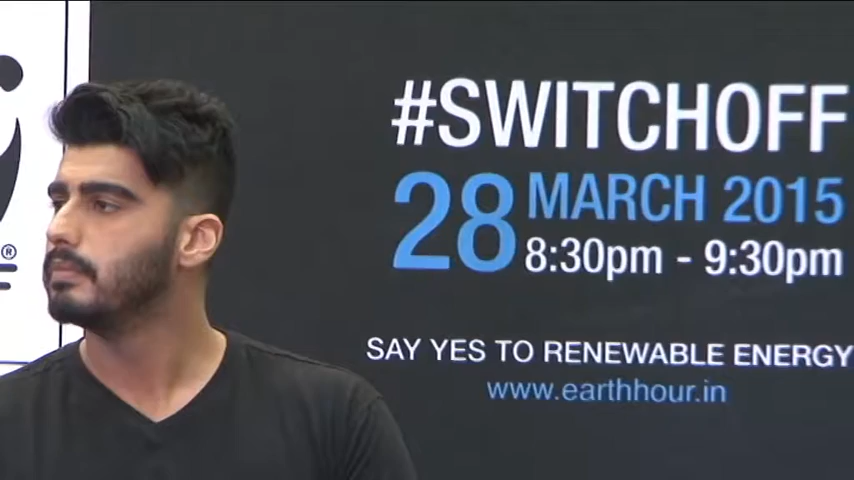 #SWITCHOFF
28 MARCH 2015
8:30pm - 9:30pm
SAY YES TO RENEWABLE ENERGY
www.earthhour.in
®